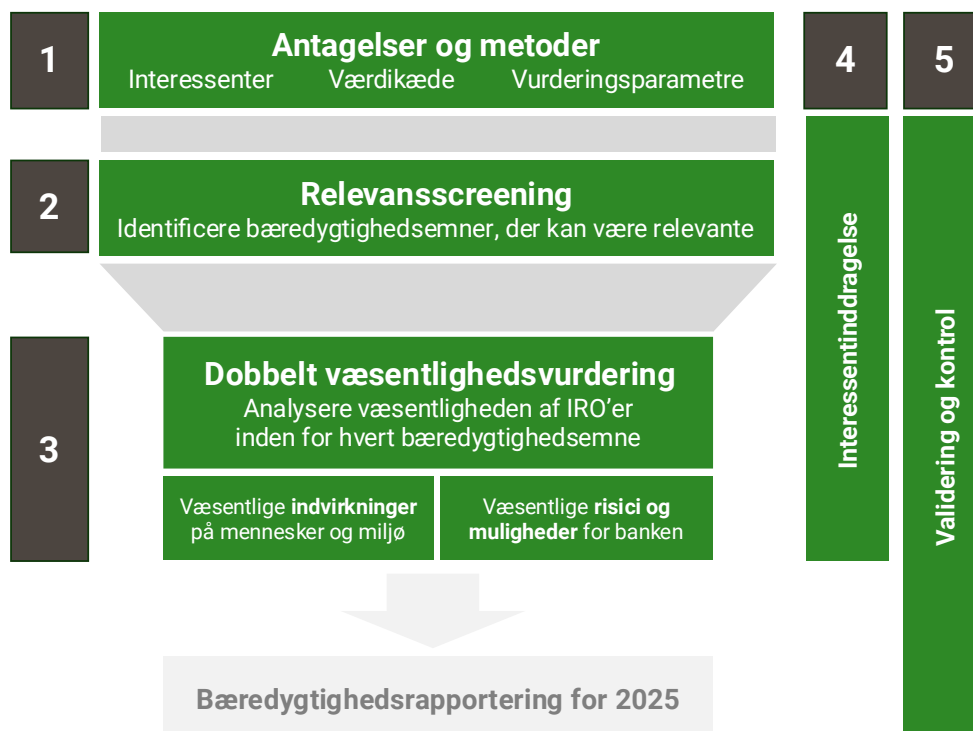 1
Antagelser og metoder
Interessenter Værdikæde Vurderingsparametre
2
Relevansscreening
Identificere bæredygtighedsemner, der kan være relevante
3
Dobbelt væsentlighedsvurdering
Analysere væsentligheden af IRO’er
inden for hvert bæredygtighedsemne
Væsentlige indvirkninger
på mennesker og miljø
Væsentlige risici og
muligheder for banken
Bæredygtighedsrapportering for 2025
4
Interessentinddragelse
5
Validering og kontrol